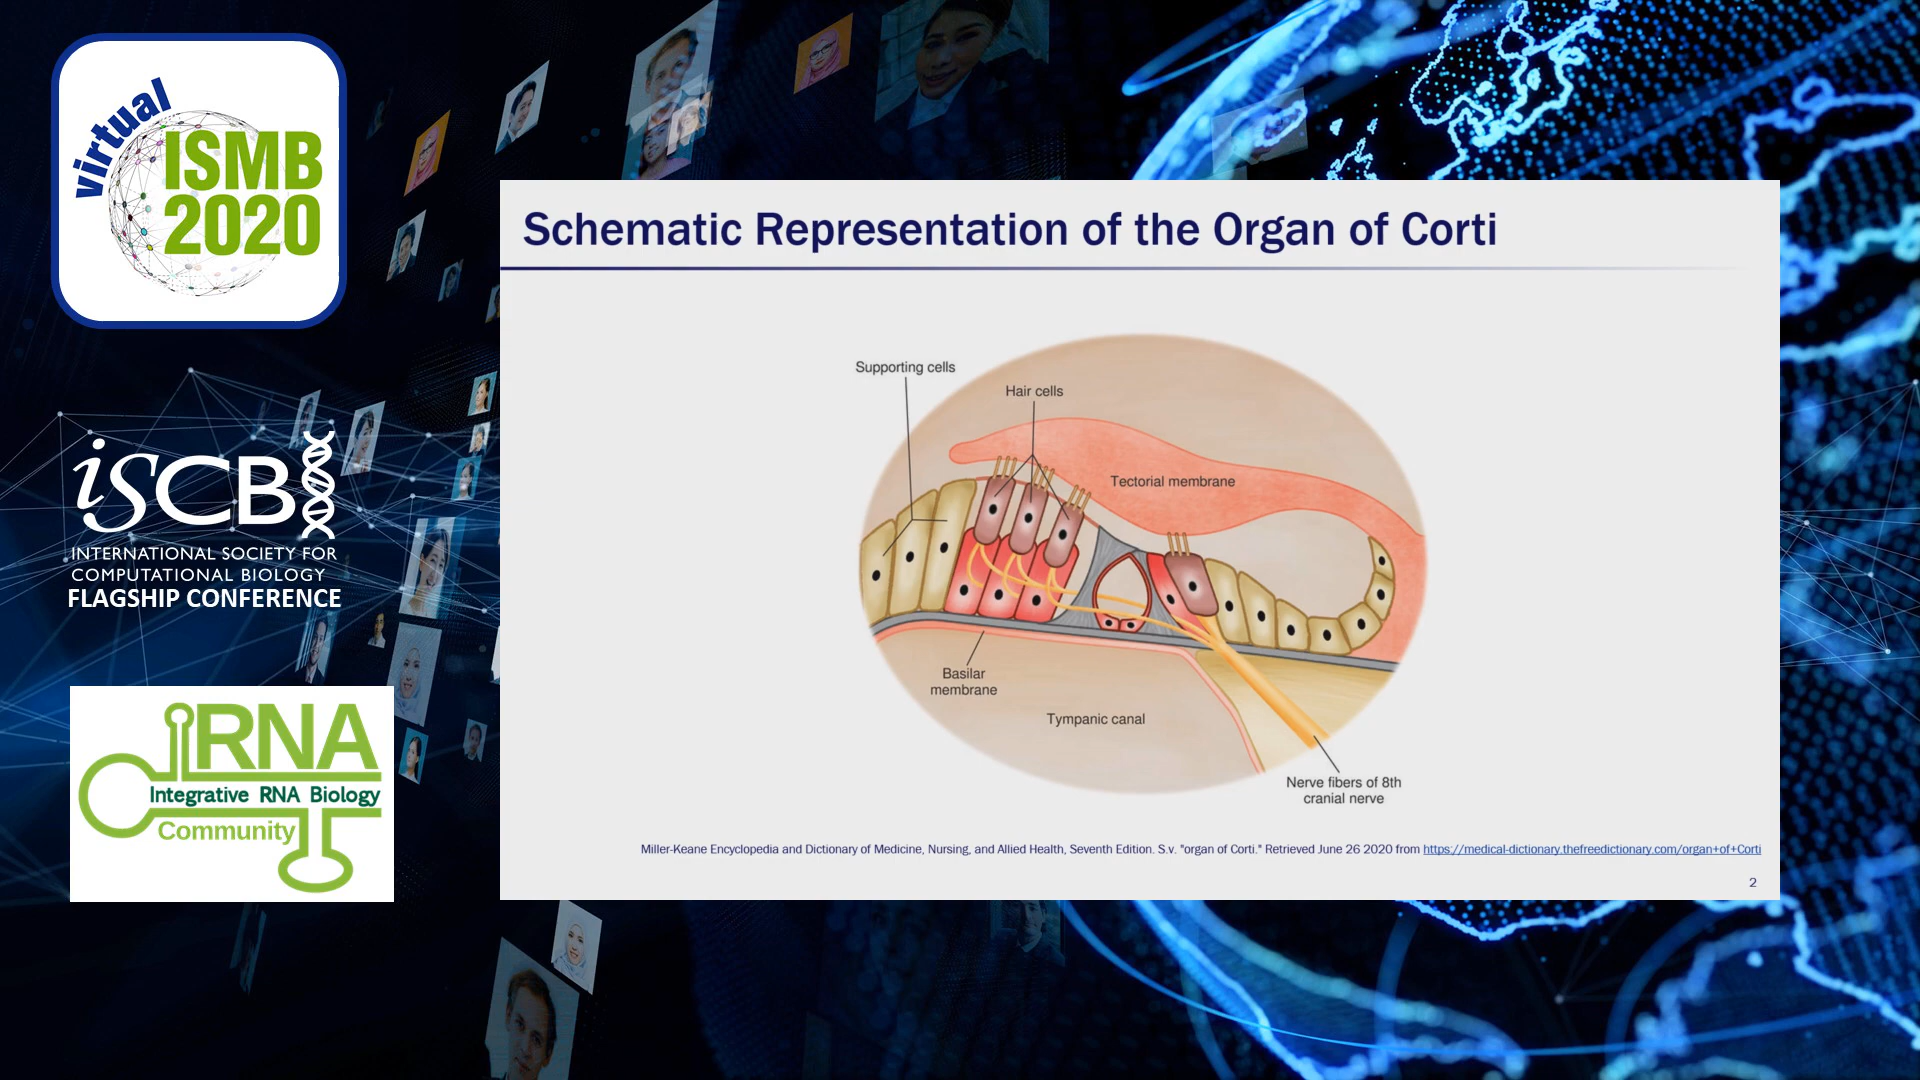 virtual
ISMB
2020
iSCB
INTERNATIONAL SOCIETY FOR
COMPUTATIONAL BIOLOGY
FLAGSHIP CONFERENCE
iRNA
Integrative RNA Biology
Community
Schematic Representation of the Organ of Corti
Supporting cells
Hair cells
Tectorial membrane
Basilar
membrane
Tympanic canal
Nerve fibers of 8th
cranial nerve
Miller-Keane Encyclopedia and Dictionary of Medicine, Nursing, and Allied Health, Seventh Edition. S.v. "organ of Corti." Retrieved June 26 2020 from https://medical-dictionary.thefreedictionary.com/organ+of+Corti
2